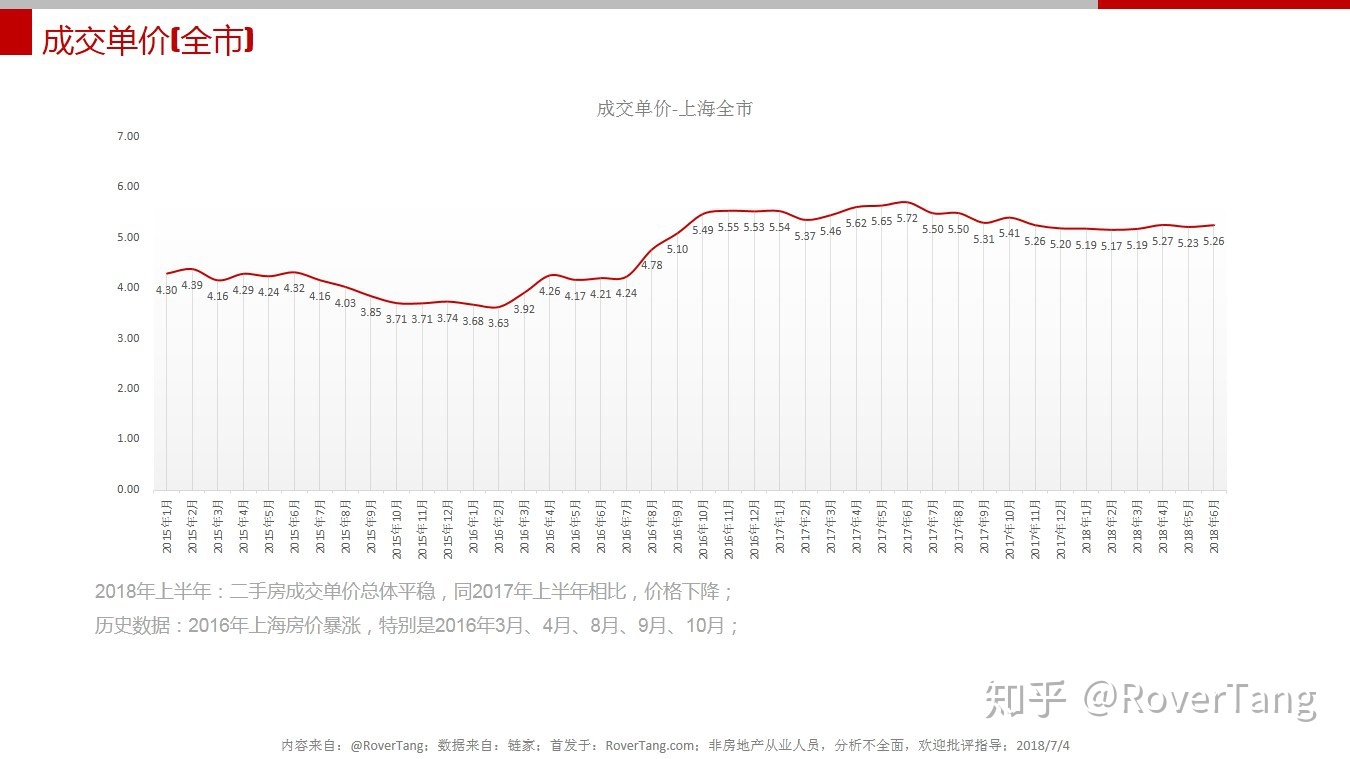 成交单价(全市)
成交单价-上海全市
7.00
6.00
5.00
4.00
3.00
2.00
1.00
0.00
4.30 4.39 4.16 4.29 4.24 4.32 4.16 4.03 3.85 3.71 3.71 3.74 3.68 3.63 3.92 4.26 4.17 4.21 4.24 4.78 5.10 5.49 5.55 5.53 5.54 5.37 5.46 5.62 5.65 5.72 5.50 5.50 5.31 5.41 5.26 5.20 5.19 5.17 5.19 5.27 5.23 5.26
2015年1月
2015年2月
2015年3月
2015年4月
2015年5月
2015年6月
2015年7月
2015年8月
2015年9月
2015年10月
2015年11月
2015年12月
2016年1月
2016年2月
2016年3月
2016年4月
2016年5月
2016年6月
2016年7月
2016年8月
2016年9月
2016年10月
2016年11月
2016年12月
2017年1月
2017年2月
2017年3月
2017年4月
2017年5月
2017年6月
2017年7月
2017年8月
2017年9月
2017年10月
2017年11月
2017年12月
2018年1月
2018年2月
2018年3月
2018年4月
2018年5月
2018年6月
2018年上半年：二手房成交单价总体平稳，同2017年上半年相比，价格下降；
历史数据：2016年上海房价暴涨，特别是2016年3月、4月、8月、9月、10月；
知乎 @RoverTang
内容来自：@RoverTang；数据来自：链家；首发于：RoverTang.com；非房地产从业人员，分析不全面，欢迎批评指导；2018/7/4